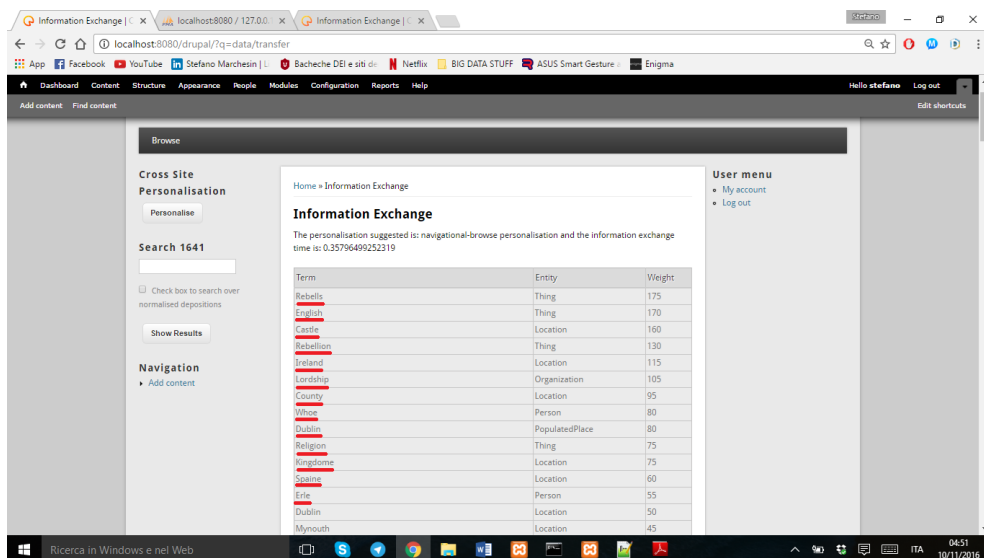 Information Exchange | C
localhost:8080 / 127.0.0.1
Information Exchange | C
Stefano
localhost:8080/drupal/?q=data/transfer
App Facebook YouTube Stefano Marchesin | Li Bacheche DEI e siti de Netflix BIG DATA STUFF ASUS Smart Gesture Enigma
Dashboard Content Structure Appearance People Modules Configuration Reports Help Hello stefano Log out
Add content Find content Edit shortcuts
Browse
Cross Site
Personalisation
Personalise
Search 1641
Check box to search over
normalised depositions
Show Results
Navigation
Add content
Home » Information Exchange
Information Exchange
The personalisation suggested is: navigational-browse personalisation and the information exchange
time is: 0.35796499252319
Term Entity Weight
Rebells Thing 175
English Thing 170
Castle Location 160
Rebellion Thing 130
Ireland Location 115
Lordship Organization 105
County Location 95
Whoe Person 80
Dublin PopulatedPlace 80
Religion Thing 75
Kingdome Location 75
Spaine Location 60
Erle Person 55
Dublin Location 50
Mynouth Location 45
User menu
My account
Log out
Ricerca in Windows e nel Web
ITA
04:51
10/11/2016